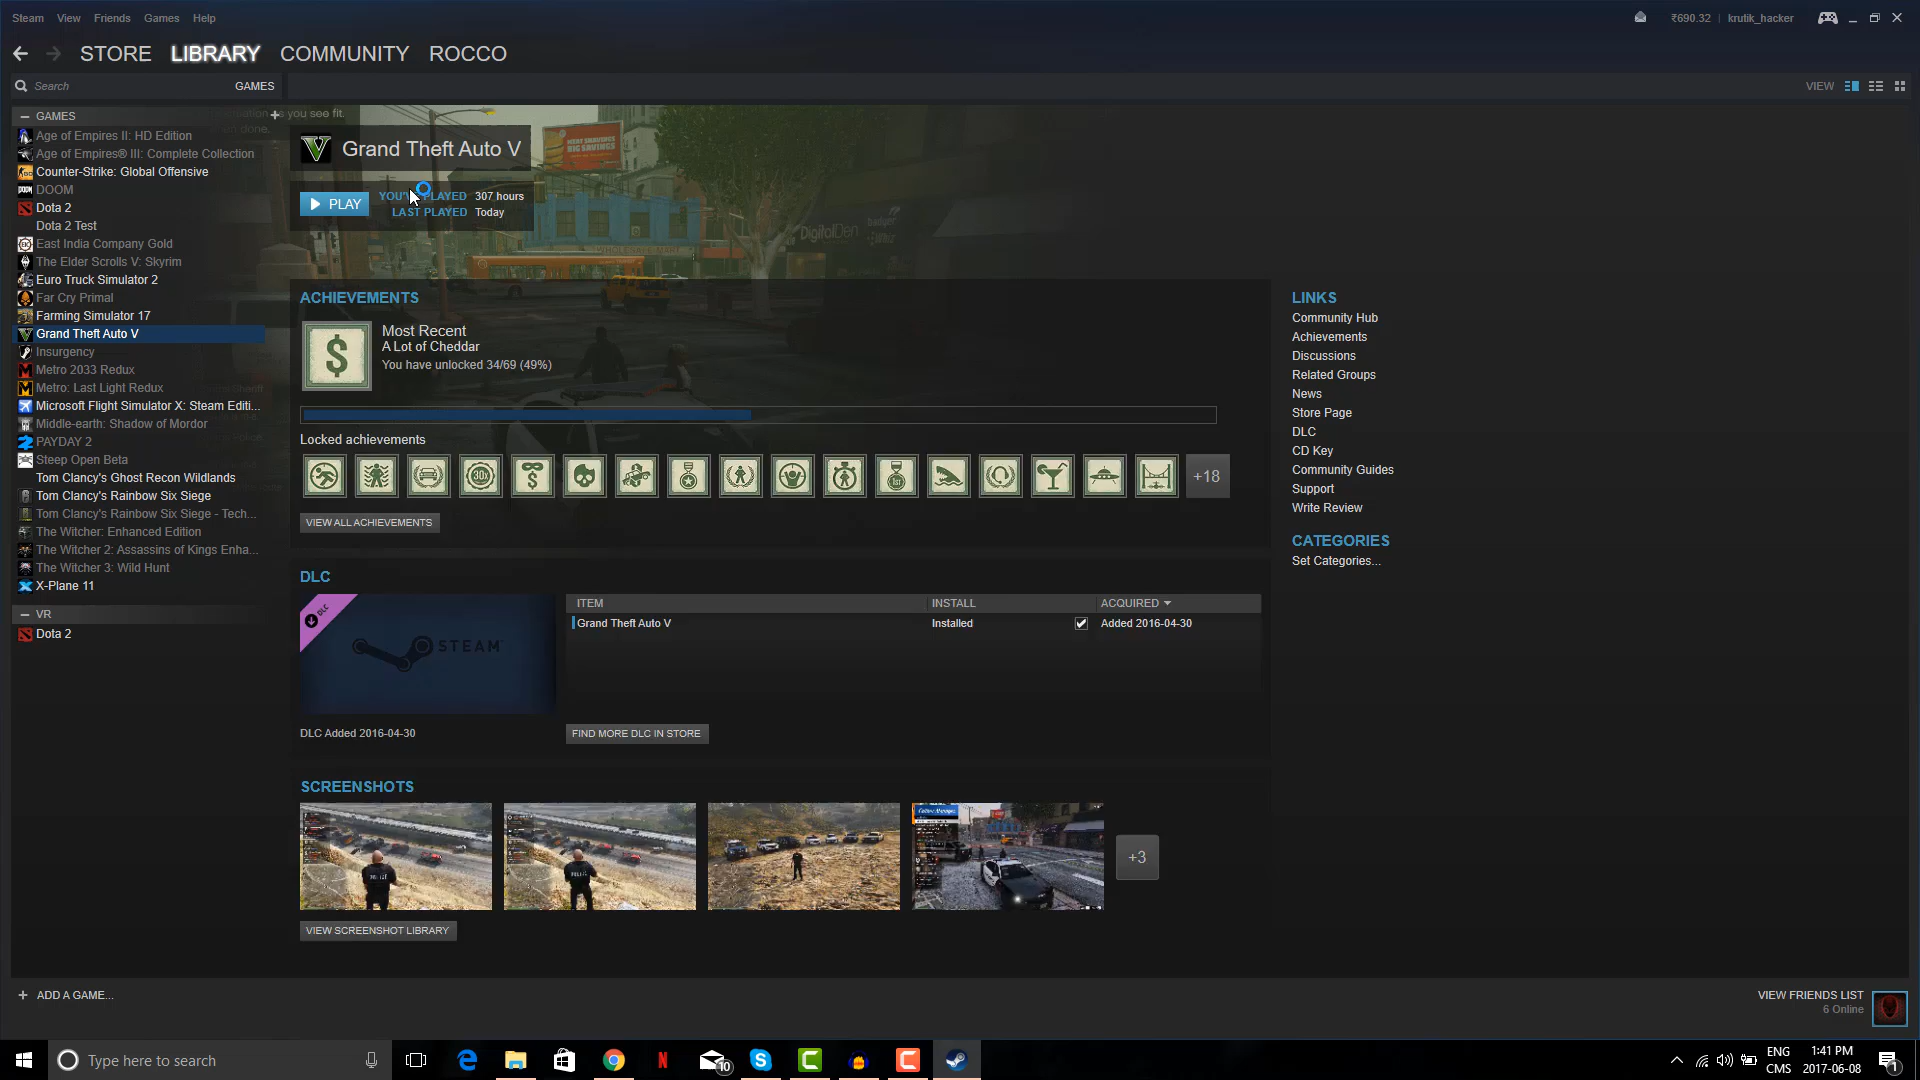 Steam View Friends Games Help
₹690.32 | krutik_hacker
STORE LIBRARY COMMUNITY ROCCO
Search GAMES
VIEW
GAMES
+ you see fit.
Age of Empires II: HD Edition
Age of Empires® III: Complete Collection
Counter-Strike: Global Offensive
DOOM
Dota 2
Dota 2 Test
East India Company Gold
The Elder Scrolls V: Skyrim
Euro Truck Simulator 2
Far Cry Primal
Farming Simulator 17
Grand Theft Auto V
Insurgency
Metro 2033 Redux
Metro: Last Light Redux
Microsoft Flight Simulator X: Steam Editi...
Middle-earth: Shadow of Mordor
PAYDAY 2
Steep Open Beta
Tom Clancy's Ghost Recon Wildlands
Tom Clancy's Rainbow Six Siege
Tom Clancy's Rainbow Six Siege - Tech...
The Witcher: Enhanced Edition
The Witcher 2: Assassins of Kings Enha...
The Witcher 3: Wild Hunt
X-Plane 11
VR
Dota 2
Grand Theft Auto V
PLAY
PLAYED 307 hours
LAST PLAYED Today
DigitalDen
ACHIEVEMENTS
Most Recent
A Lot of Cheddar
You have unlocked 34/69 (49%)
Locked achievements
+18
VIEW ALL ACHIEVEMENTS
DLC
DLC
STEAM
DLC Added 2016-04-30
ITEM INSTALL ACQUIRED
Grand Theft Auto V Installed Added 2016-04-30
FIND MORE DLC IN STORE
SCREENSHOTS
+3
VIEW SCREENSHOT LIBRARY
LINKS
Community Hub
Achievements
Discussions
Related Groups
News
Store Page
DLC
CD Key
Community Guides
Support
Write Review
CATEGORIES
Set Categories...
+ ADD A GAME...
VIEW FRIENDS LIST
6 Online
Type here to search
10
ENG
CMS
1:41 PM
2017-06-08
1